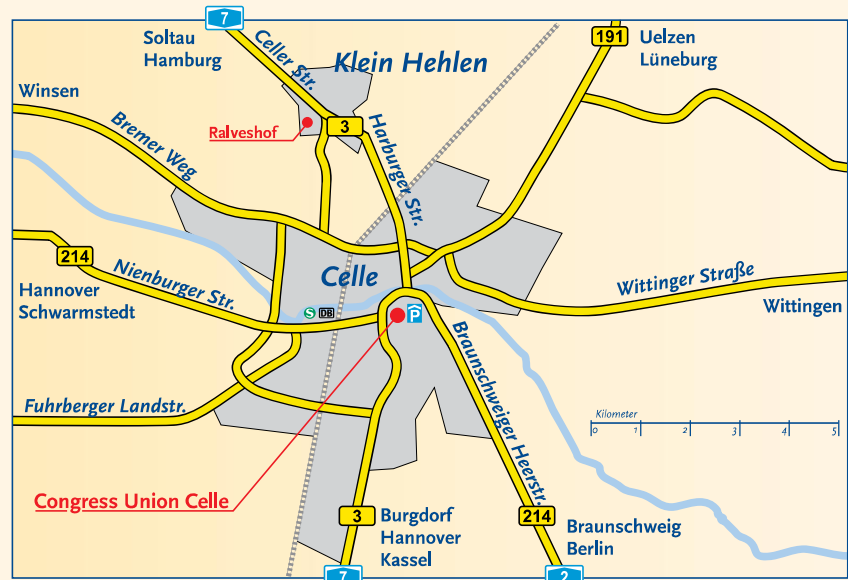 7
Soltau
Hamburg
Celler Str.
Klein Hehlen
191
Uelzen
Lüneburg
Winsen
Ralveshof
3
Bremer Weg
Harburger Str.
214
Hannover
Schwarmstedt
Nienburger Str.
Celle
Wittinger Straße
Wittingen
S
DB
P
Braunschweiger Heerstr.
Fuhrberger Landstr.
Kilometer
0 1 2 3 4 5
Congress Union Celle
3
Burgdorf
Hannover
Kassel
214
Braunschweig
Berlin
7
2